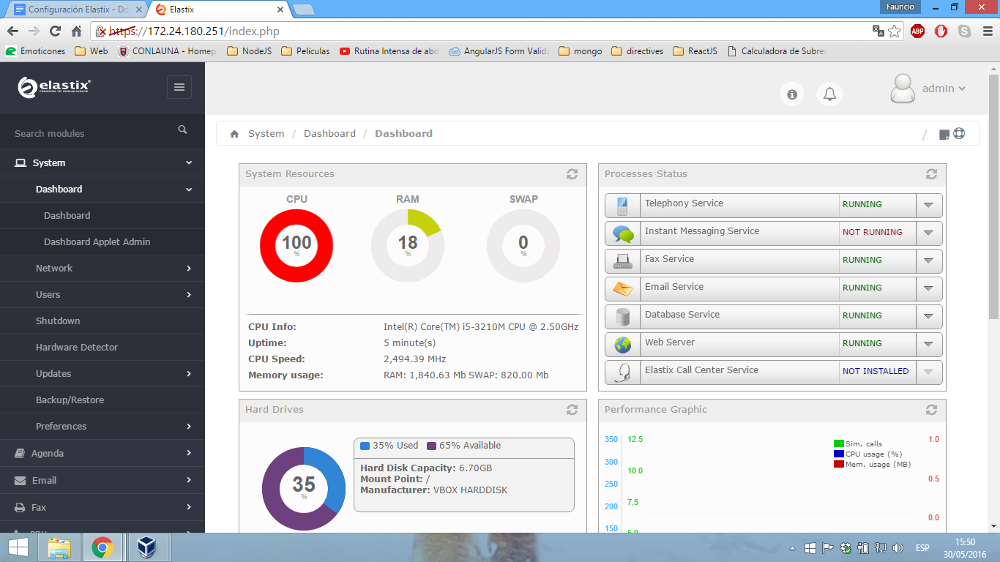 Configuración Elastix - Do
Elastix
Fauricio
https://172.24.180.251/index.php
ABP
Emoticones
Web
CONLAUNA - Homep
NodeJS
Películas
Rutina Intensa de abd
AngularJS Form Valid
mongo
directives
ReactJS
Calculadora de Subre
elastix
FREEDOM TO COMMUNICATE
admin
Search modules
System / Dashboard / Dashboard
/
System
Dashboard
Dashboard
Dashboard Applet Admin
Network
Users
Shutdown
Hardware Detector
Updates
Backup/Restore
Preferences
Agenda
Email
Fax
PBX
System Resources
CPU
RAM
SWAP
100
%
18
%
0
%
CPU Info: Intel(R) Core(TM) i5-3210M CPU @ 2.50GHz
Uptime: 5 minute(s)
CPU Speed: 2,494.39 MHz
Memory usage: RAM: 1,840.63 Mb SWAP: 820.00 Mb
Processes Status
Telephony Service RUNNING
Instant Messaging Service NOT RUNNING
Fax Service RUNNING
Email Service RUNNING
Database Service RUNNING
Web Server RUNNING
Elastix Call Center Service NOT INSTALLED
Hard Drives
35
%
35% Used 65% Available
Hard Disk Capacity: 6.70GB
Mount Point: /
Manufacturer: VBOX HARDDISK
Performance Graphic
350
300
250
200
150
12.5
10.0
7.5
5.0
Sim. calls
CPU usage (%)
Mem. usage (MB)
1.0
0.5
0.0
ESP
15:50
30/05/2016